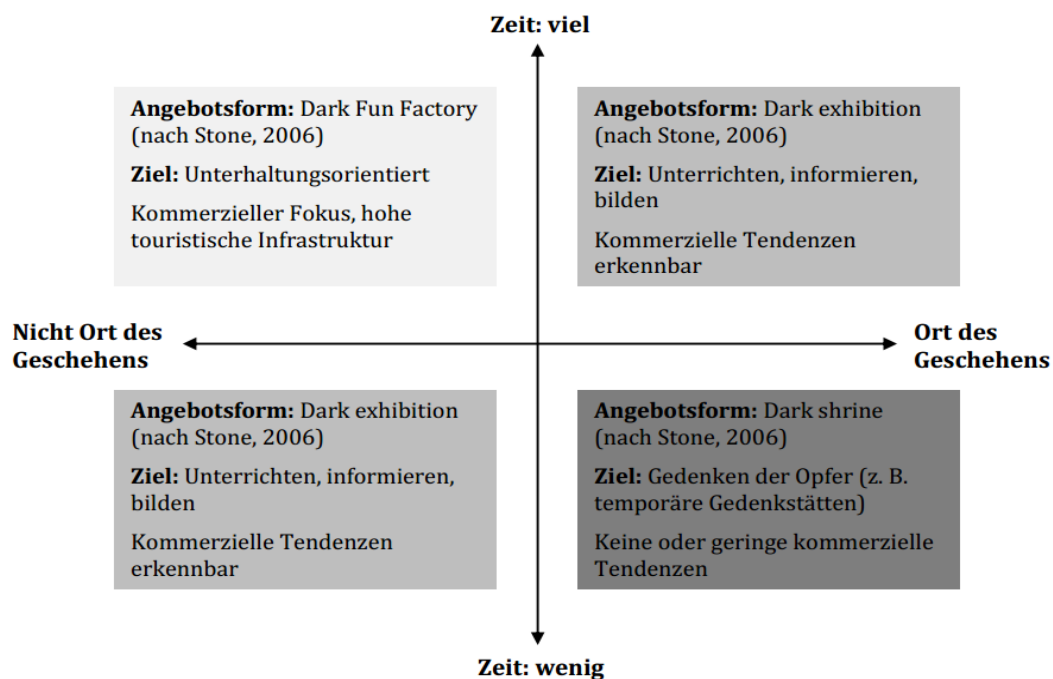 Zeit: viel
Angebotsform: Dark Fun Factory
(nach Stone, 2006)
Ziel: Unterhaltungsorientiert
Kommerzieller Fokus, hohe
touristische Infrastruktur
Angebotsform: Dark exhibition
(nach Stone, 2006)
Ziel: Unterrichten, informieren,
bilden
Kommerzielle Tendenzen
erkennbar
Nicht Ort des
Geschehens
Ort des
Geschehens
Angebotsform: Dark exhibition
(nach Stone, 2006)
Ziel: Unterrichten, informieren,
bilden
Kommerzielle Tendenzen
erkennbar
Angebotsform: Dark shrine
(nach Stone, 2006)
Ziel: Gedenken der Opfer (z. B.
temporäre Gedenkstätten)
Keine oder geringe kommerzielle
Tendenzen
Zeit: wenig